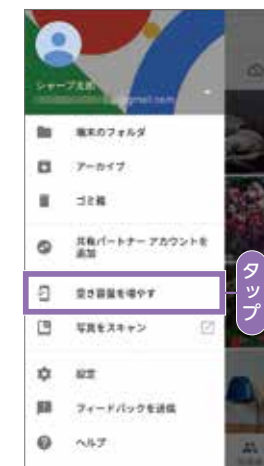 シャープ太郎
@gmail.com
端末のフォルダ
アーカイブ
ゴミ箱
共有パートナー アカウントを
追加
空き容量を増やす
タップ
写真をスキャン
設定
フィードバックを送信
ヘルプ